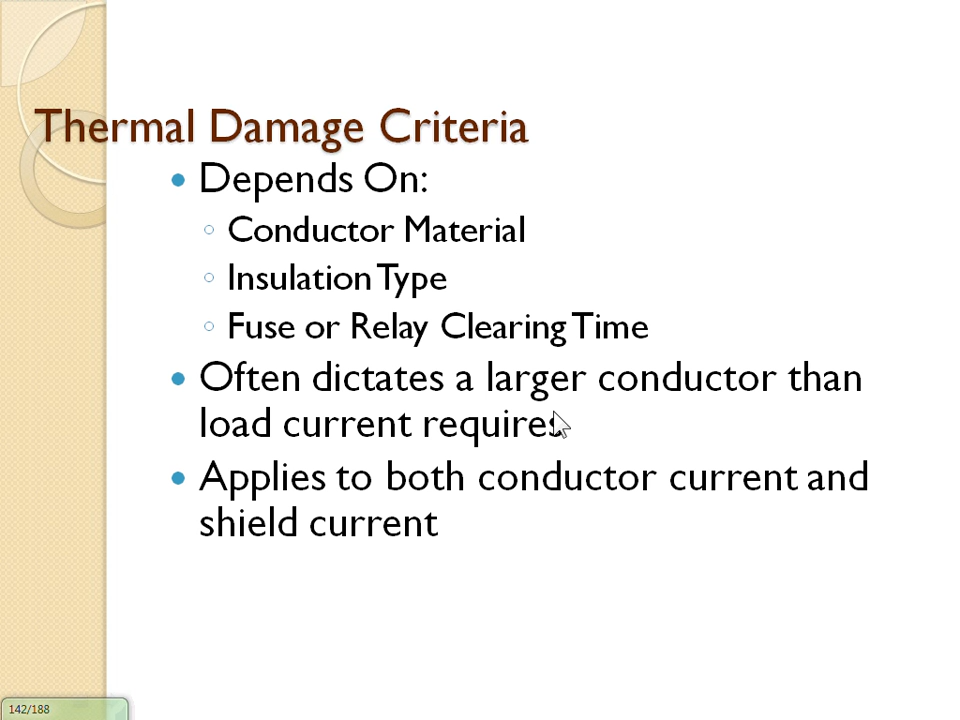 Thermal Damage Criteria
Depends On:
Conductor Material
Insulation Type
Fuse or Relay Clearing Time
Often dictates a larger conductor than
load current requires
Applies to both conductor current and
shield current
142/188